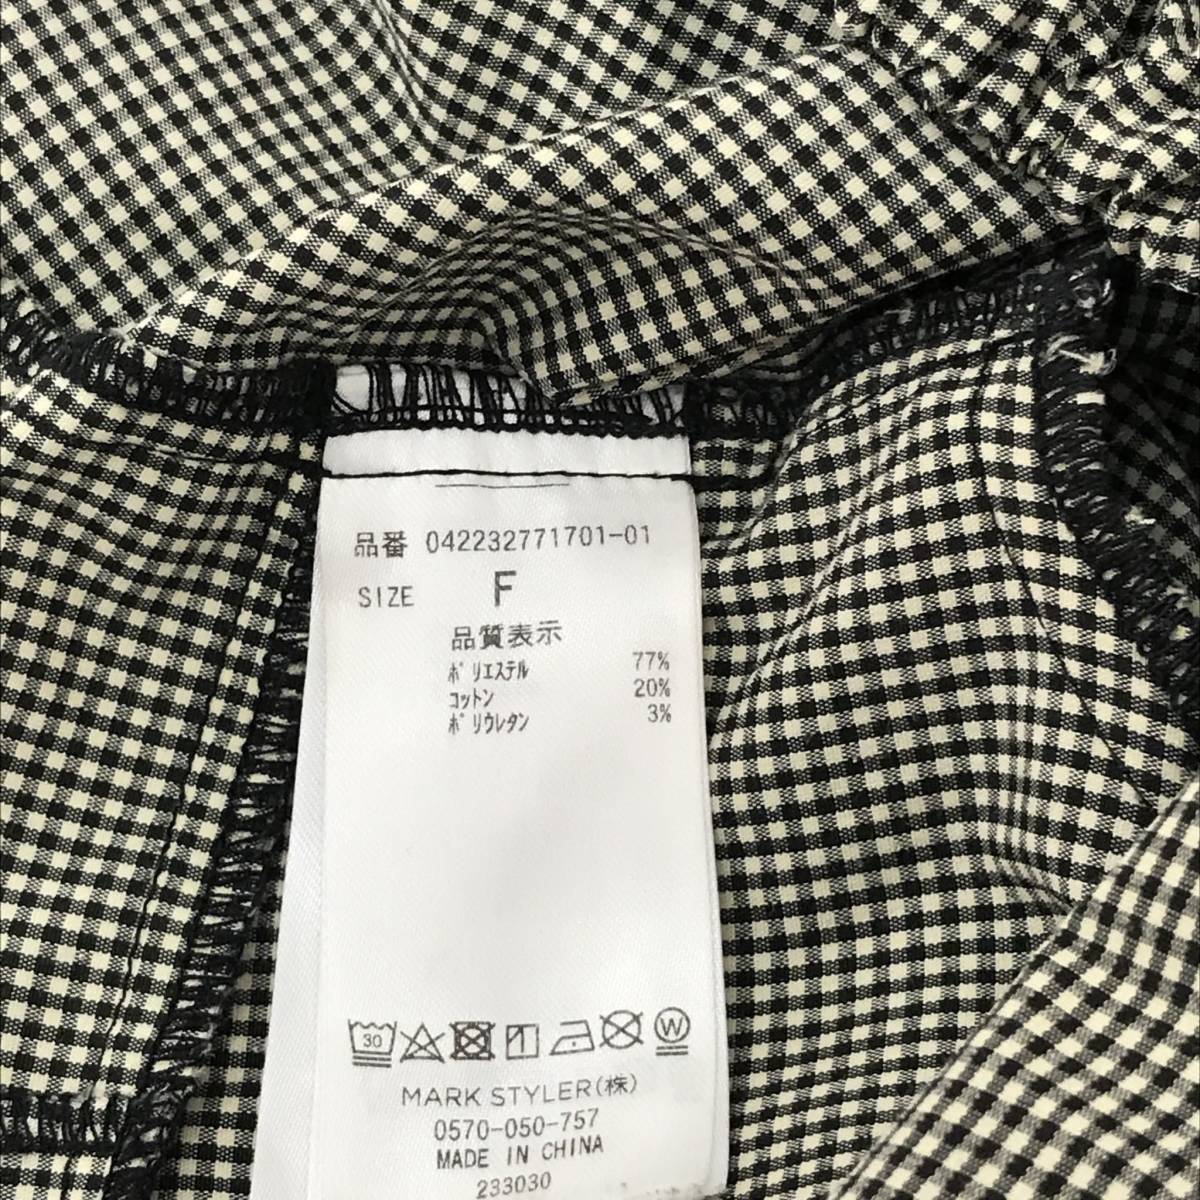 品番 042232771701-01
SIZE F
品質表示
ﾎﾟﾘｴｽﾃﾙ 77%
ｺｯﾄﾝ 20%
ﾎﾟﾘｳﾚﾀﾝ 3%
30 W
MARK STYLER(株)
0570-050-757
MADE IN CHINA
233030